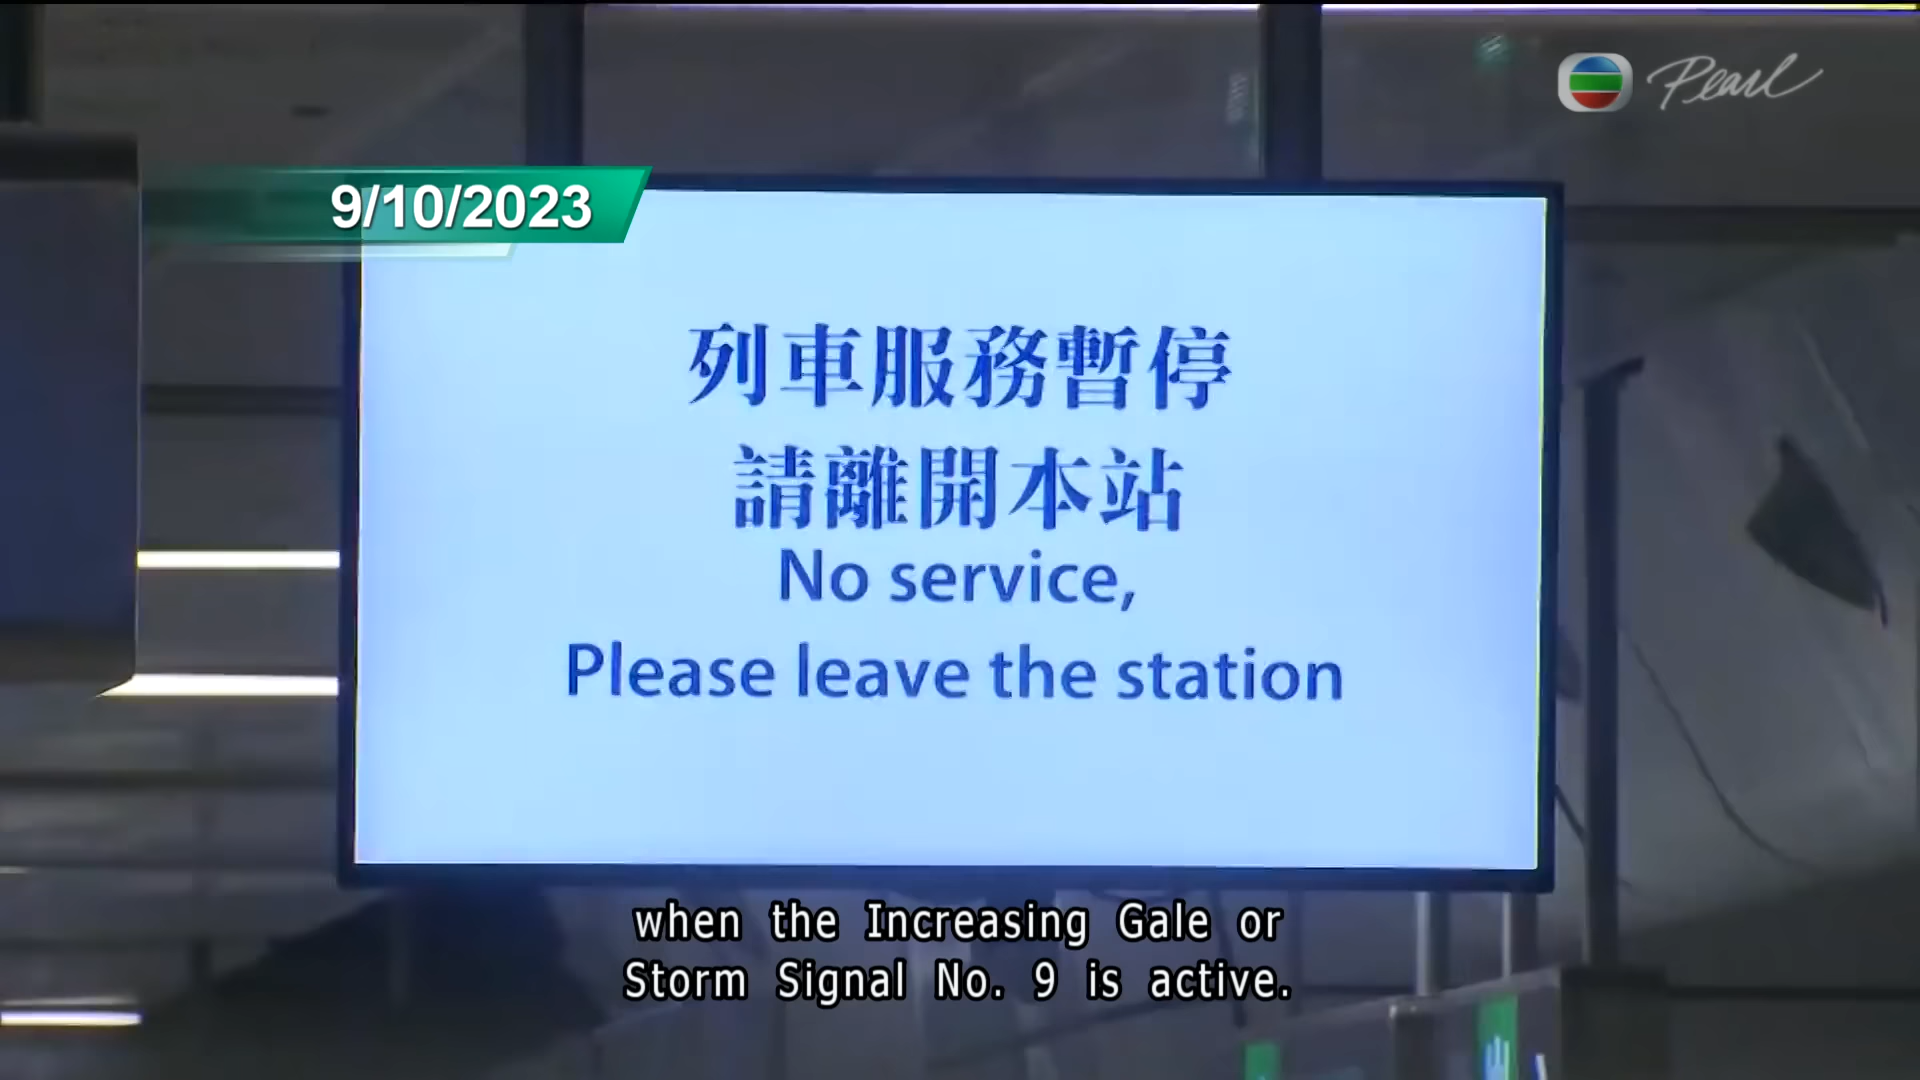 Pearl
9/10/2023
列車服務暫停
請離開本站
No service,
Please leave the station
when the Increasing Gale or
Storm Signal No. 9 is active.